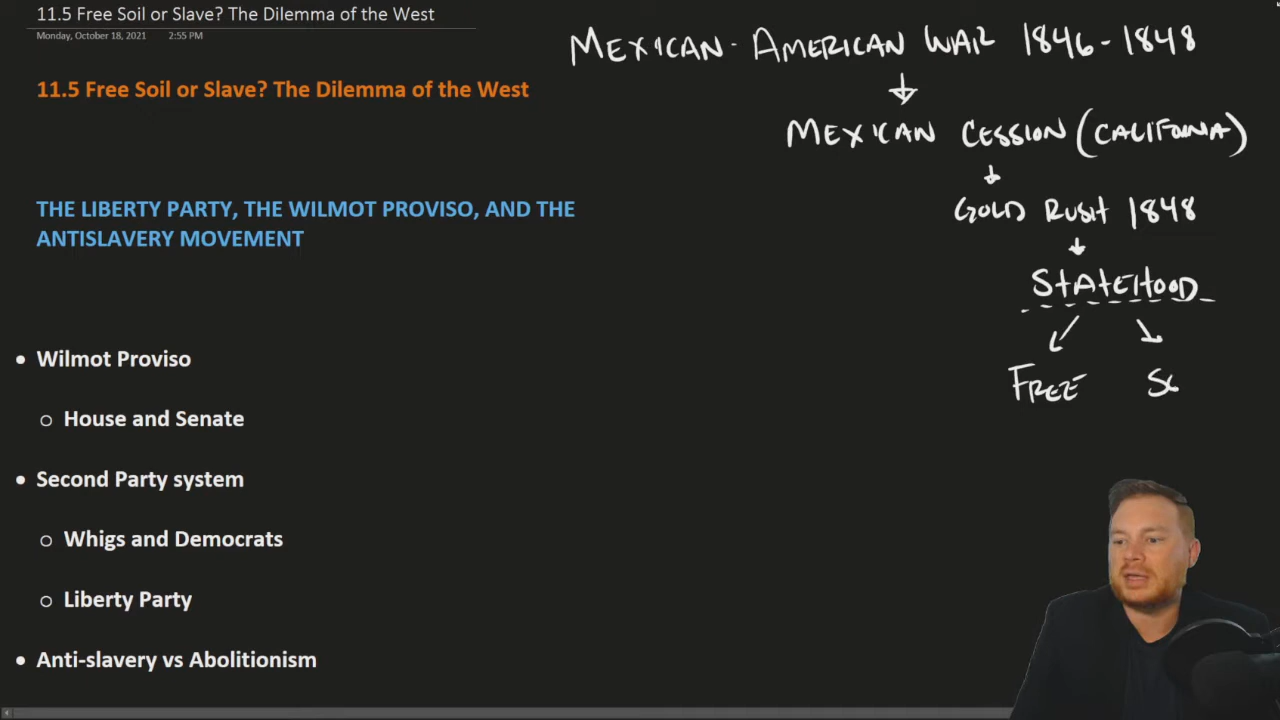 11.5 Free Soil or Slave? The Dilemma of the West
Monday, October 18, 2021 2:55 PM
11.5 Free Soil or Slave? The Dilemma of the West
THE LIBERTY PARTY, THE WILMOT PROVISO, AND THE
ANTISLAVERY MOVEMENT
• Wilmot Proviso
o House and Senate
• Second Party system
o Whigs and Democrats
o Liberty Party
• Anti-slavery vs Abolitionism
MEXICAN-AMERICAN WAR 1846-1848
MEXICAN CESSION (CALIFORNIA)
GOLD RUSH 1848
STATEHOOD
FREE